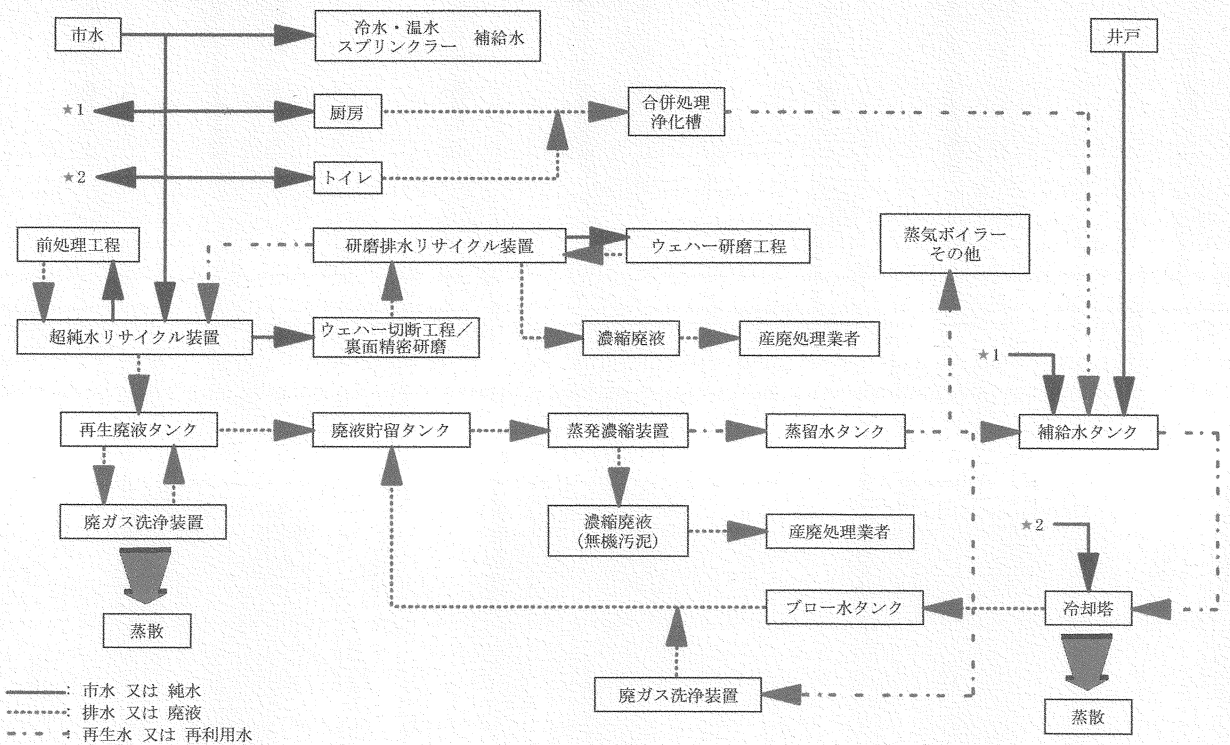 市水
冷水・温水
スプリンクラー 補給水
井戸
★1
厨房
合併処理
浄化槽
★2
トイレ
前処理工程
研磨排水リサイクル装置
ウェハー研磨工程
蒸気ボイラー
その他
超純水リサイクル装置
ウェハー切断工程/
裏面精密研磨
濃縮廃液
産廃処理業者
★1
再生廃液タンク
廃液貯留タンク
蒸発濃縮装置
蒸留水タンク
補給水タンク
廃ガス洗浄装置
濃縮廃液
(無機汚泥)
産廃処理業者
★2
蒸散
ブロー水タンク
冷却塔
廃ガス洗浄装置
蒸散
: 市水 又は 純水
: 排水 又は 廃液
: 再生水 又は 再利用水